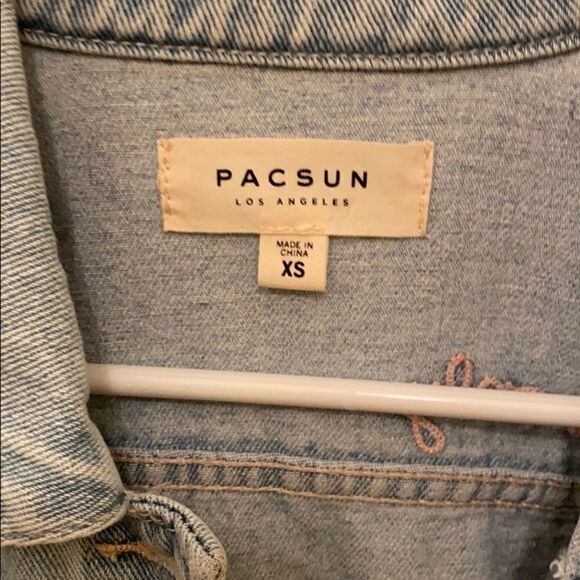 PACSUN
LOS ANGELES
MADE IN
CHINA
XS